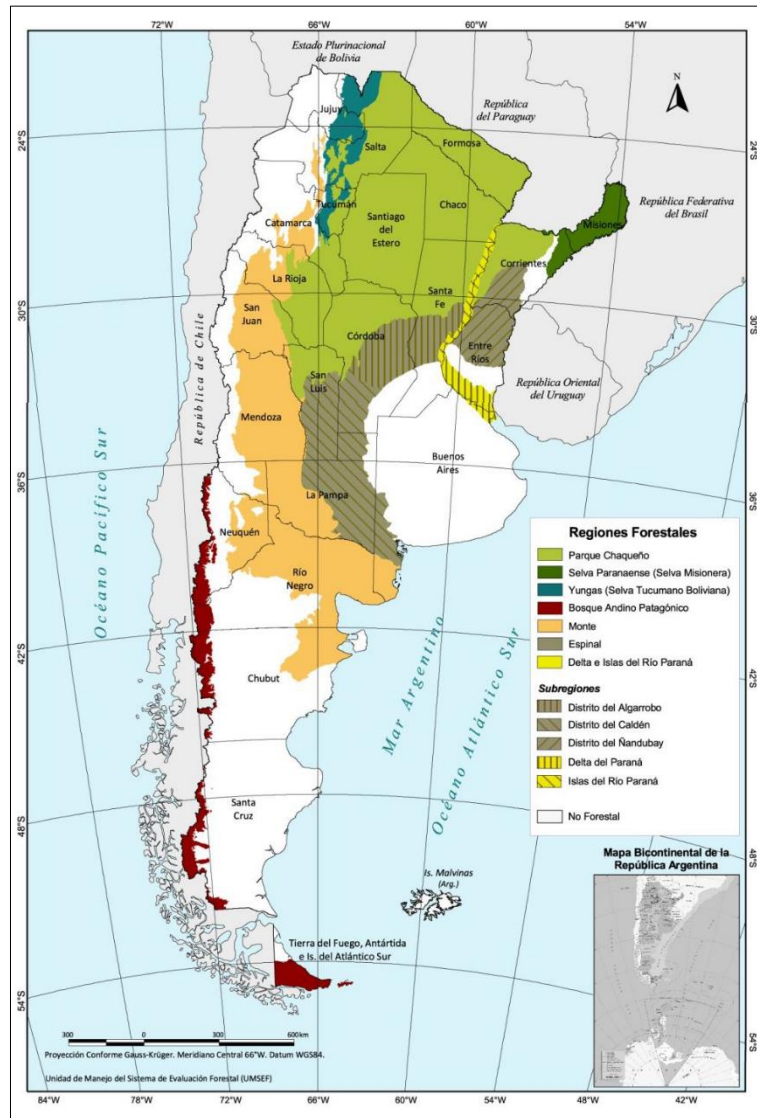 72°W
66°W
60°W
54°W
Estado Plurinacional
de Bolivia
N
República
del Paraguay
Jujuy
24°S
24°S
Salta
Formosa
República Federativa
del Brasil
Tucumán
Chaco
Misiones
Catamarca
Santiago
del
Estero
Corrientes
La Rioja
Santa
Fe
30°S
30°S
San
Juan
Córdoba
Entre
Ríos
República de Chile
San
Luis
República Oriental
del Uruguay
Mendoza
Buenos
Aires
36°S
36°S
La Pampa
Océano Pacífico Sur
Neuquén
Río
Negro
42°S
42°S
Chubut
Mar Argentino
Océano Atlántico Sur
Santa
Cruz
48°S
48°S
Is. Malvinas
(Arg.)
Tierra del Fuego, Antártida
e Is. del Atlántico Sur
54°S
54°S
Regiones Forestales
Parque Chaqueño
Selva Paranaense (Selva Misionera)
Yungas (Selva Tucumano Boliviana)
Bosque Andino Patagónico
Monte
Espinal
Delta e Islas del Río Paraná
Subregiones
Distrito del Algarrobo
Distrito del Caldén
Distrito del Ñandubay
Delta del Paraná
Islas del Río Paraná
No Forestal
Mapa Bicontinental de la
República Argentina
300 0 300 600km
Proyección Conforme Gauss-Krüger. Meridiano Central 66°W. Datum WGS84.
Unidad de Manejo del Sistema de Evaluación Forestal (UMSEF)
84°W
78°W
72°W
66°W
60°W
54°W
48°W
42°W